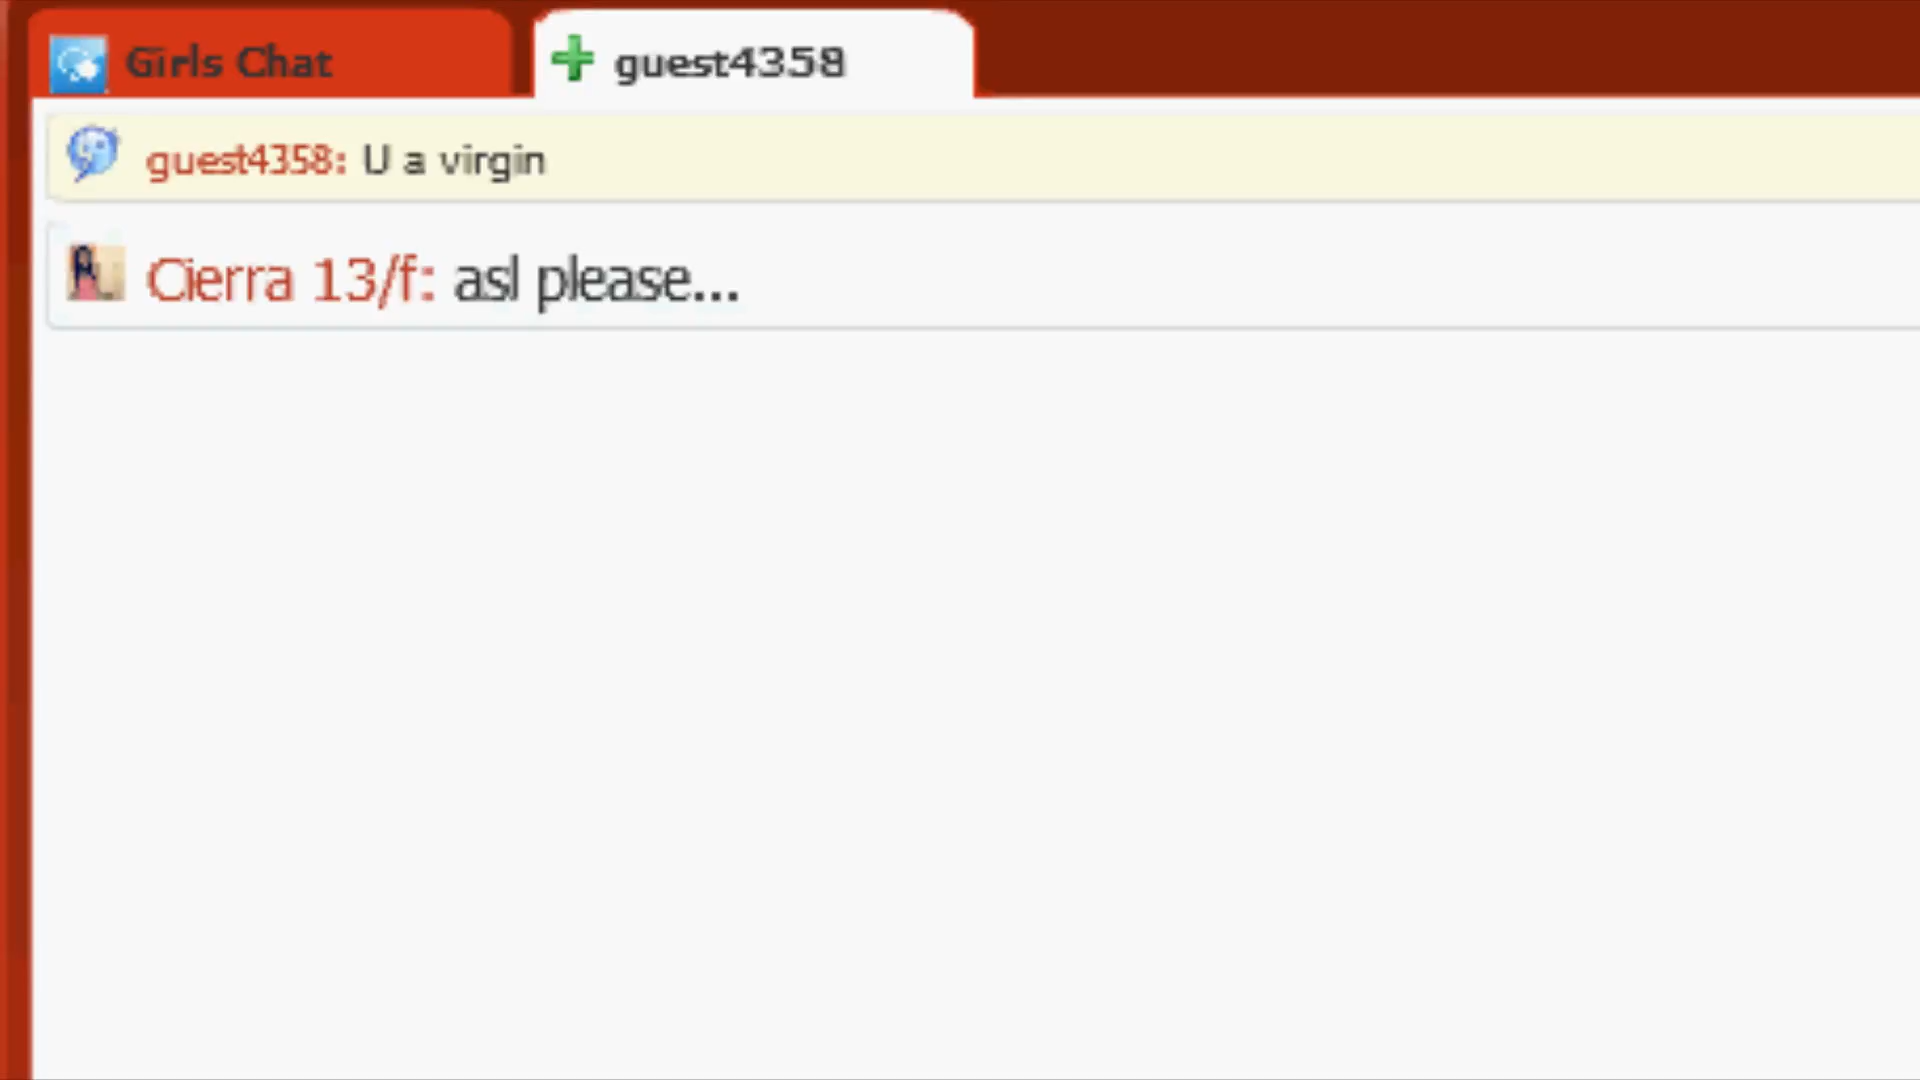 Girls Chat
guest4358
guest4358: U a virgin
Cierra 13/f: asl please...